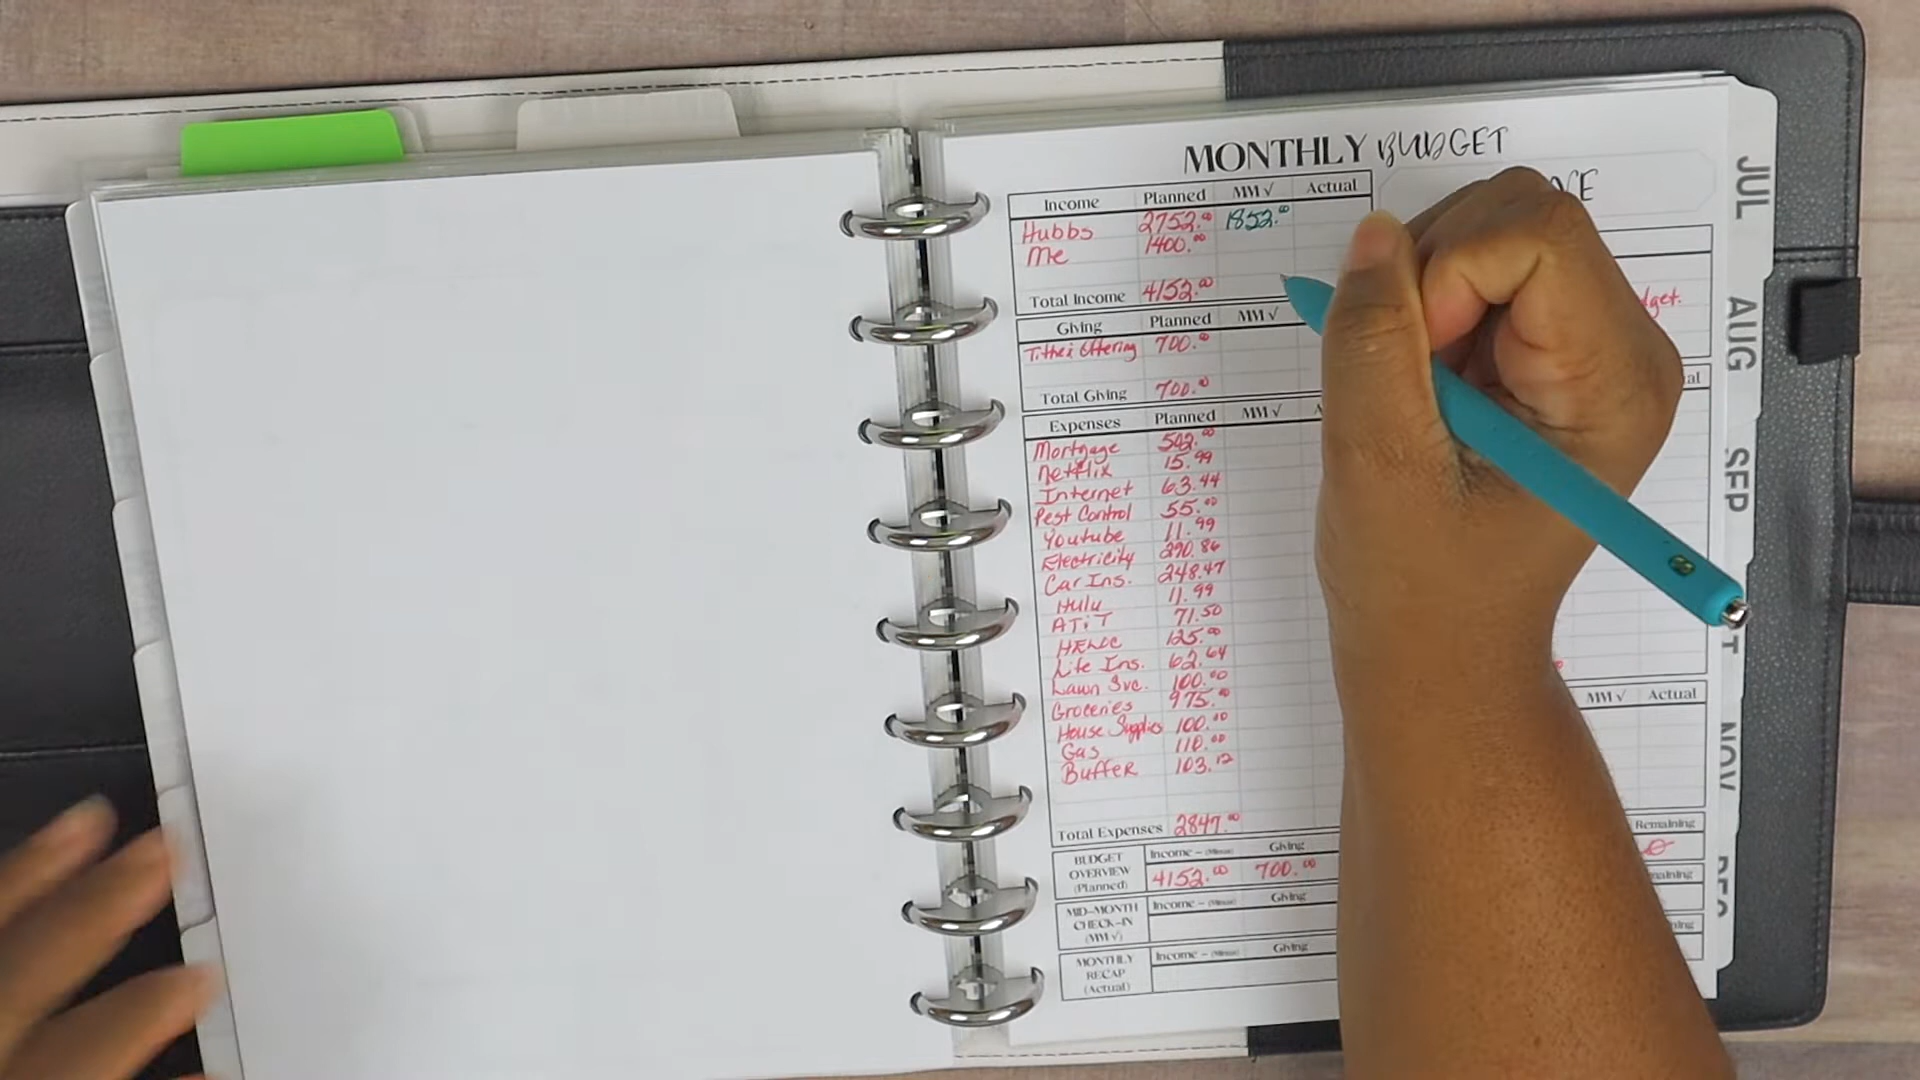 MONTHLY BUDGET
Income Planned MM√ Actual
Hubbs 2752.00 1852.00
Me 1400.00
Total Income 4152.00
Giving Planned MM√
Tithe & Offering 700.00
Total Giving 700.00
Expenses Planned MM√
Mortgage 502.00
Netflix 15.99
Internet 63.44
Pest Control 55.00
Youtube 11.99
Electricity 290.86
Car Ins. 248.47
Hulu 11.99
AT&T 71.50
HELOC 125.00
Life Ins. 62.64
Lawn Svc. 100.00
Groceries 975.00
House Supplies 100.00
Gas 110.00
Buffer 103.12
Total Expenses 2847.00
BUDGET OVERVIEW (Planned)
Income – (Minus) Giving
4152.00 700.00
MID-MONTH CHECK-IN (MM√)
Income – (Minus) Giving
MONTHLY RECAP (Actual)
Income – (Minus) Giving
MM√ Actual
Remaining
JUL
AUG
SEP
NOV
DEC